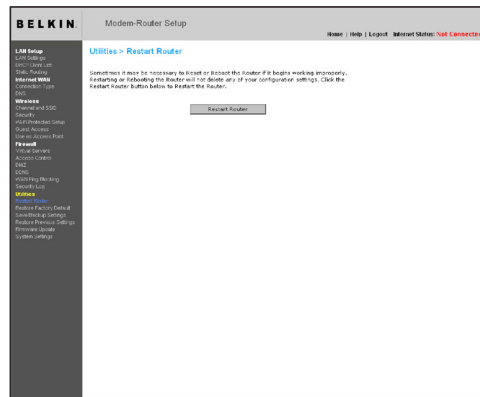 BELKIN.
Modem-Router Setup
Home | Help | Logout Internet Status: Not Connected
LAN Setup
LAN Settings
DHCP Client List
Static Routing
Internet WAN
Connection Type
DNS
Wireless
Channel and SSID
Security
Wi-Fi Protected Setup
Guest Access
Use as Access Point
Firewall
Virtual Servers
Access Control
DMZ
DDNS
WAN Ping Blocking
Security Log
Utilities
Restart Router
Restore Factory Default
Save/Backup Settings
Restore Previous Settings
Firmware Update
System Settings
Utilities > Restart Router
Sometimes it may be necessary to Reset or Reboot the Router if it begins working improperly.
Restarting or Rebooting the Router will not delete any of your configuration settings. Click the
Restart Router button below to Restart the Router.
Restart Router